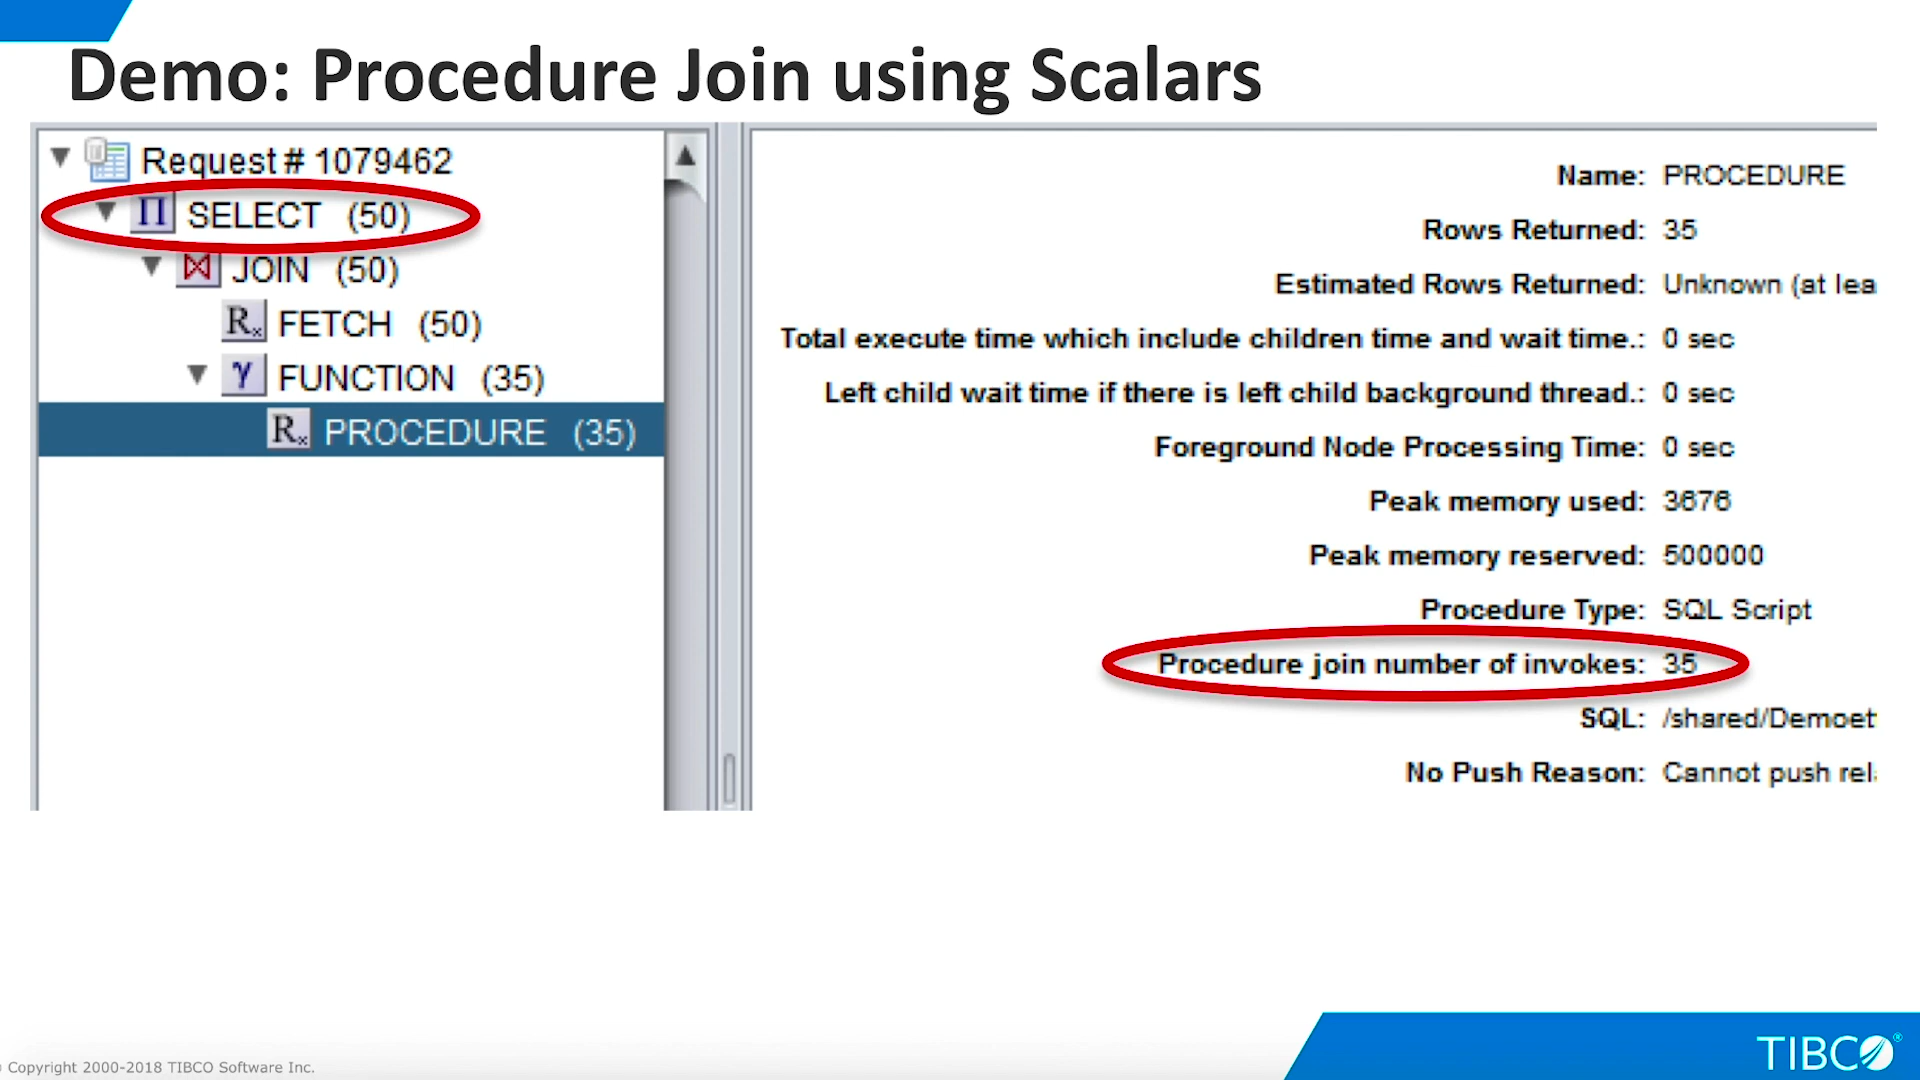 Demo: Procedure Join using Scalars
Request # 1079462
Π SELECT (50)
JOIN (50)
Rx FETCH (50)
γ FUNCTION (35)
Rx PROCEDURE (35)
Name: PROCEDURE
Rows Returned: 35
Estimated Rows Returned: Unknown (at lea
Total execute time which include children time and wait time.: 0 sec
Left child wait time if there is left child background thread.: 0 sec
Foreground Node Processing Time: 0 sec
Peak memory used: 3676
Peak memory reserved: 500000
Procedure Type: SQL Script
Procedure join number of invokes: 35
SQL: /shared/Demoet
No Push Reason: Cannot push rel
Copyright 2000-2018 TIBCO Software Inc.
TIBCO®